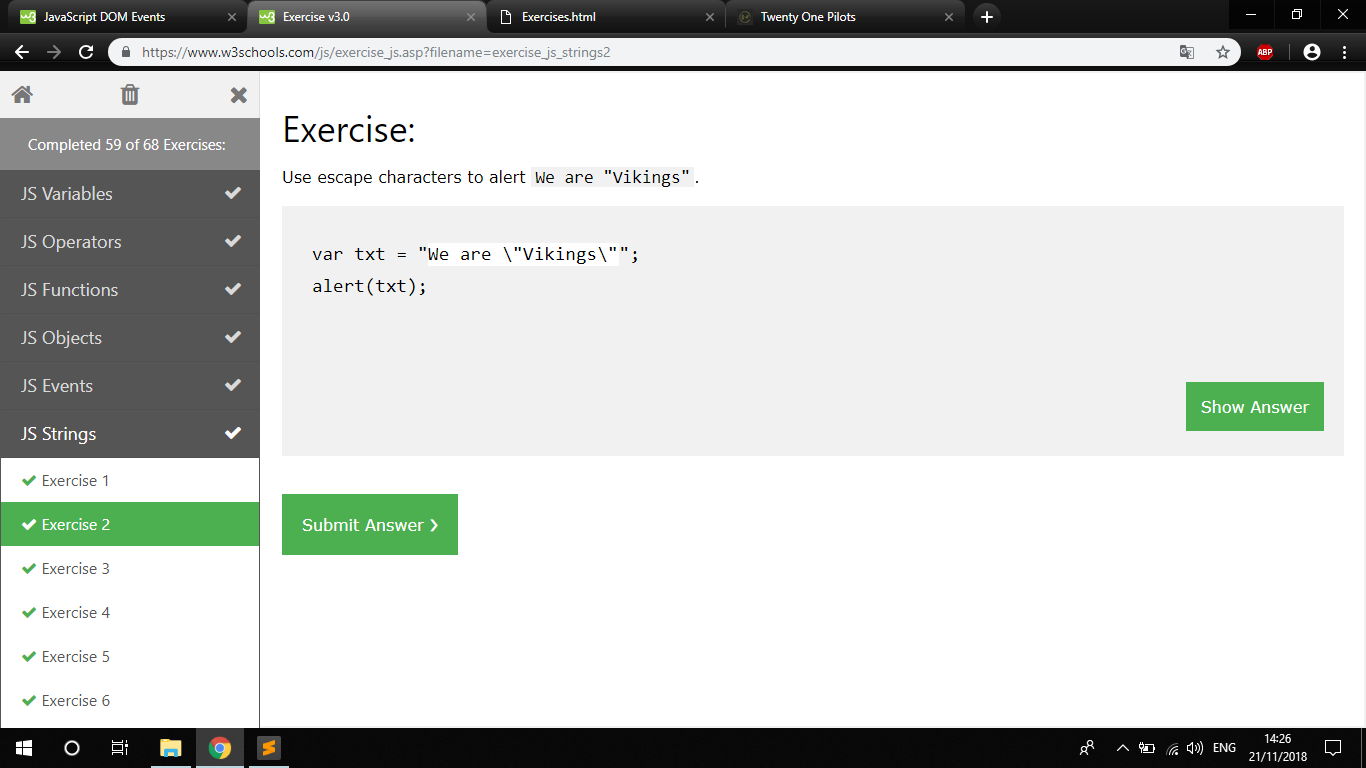 JavaScript DOM Events
Exercise v3.0
Exercises.html
Twenty One Pilots
https://www.w3schools.com/js/exercise_js.asp?filename=exercise_js_strings2
ABP
Completed 59 of 68 Exercises:
JS Variables
JS Operators
JS Functions
JS Objects
JS Events
JS Strings
Exercise 1
Exercise 2
Exercise 3
Exercise 4
Exercise 5
Exercise 6
Exercise:
Use escape characters to alert We are "Vikings".
var txt = "We are \"Vikings\"";
alert(txt);
Show Answer
Submit Answer ❯
ENG
14:26
21/11/2018